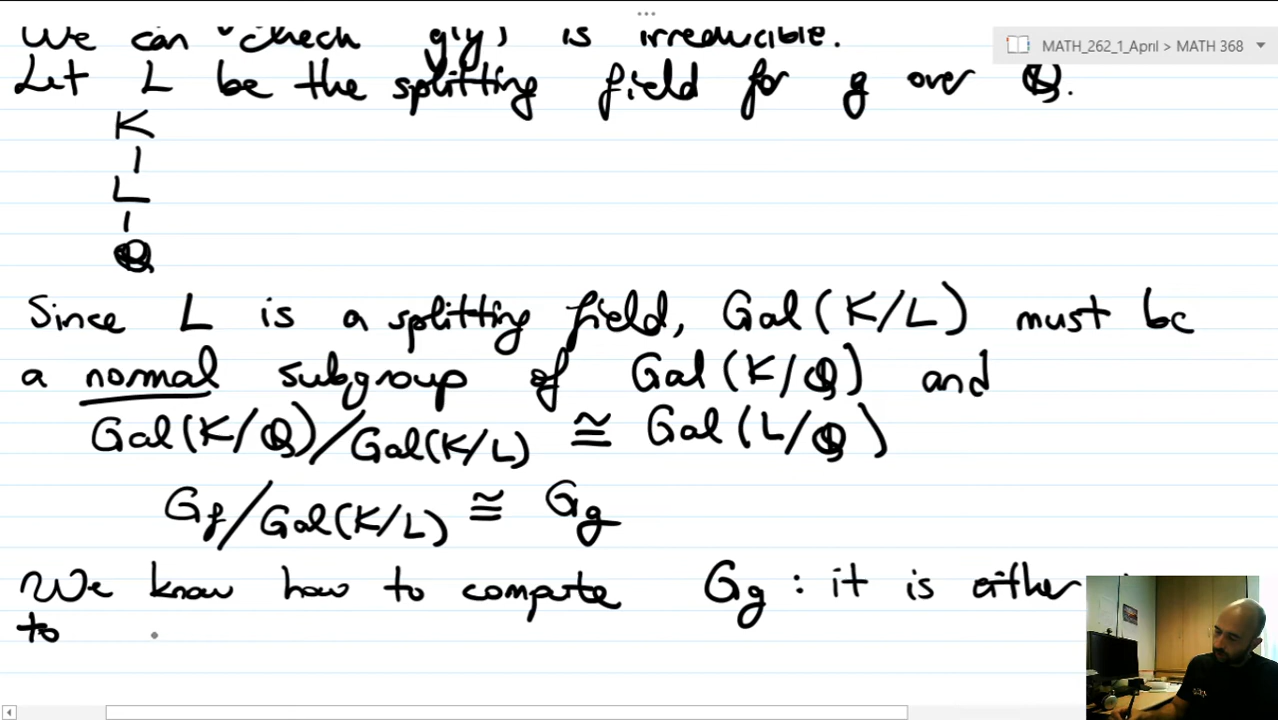 ...
MATH_262_1_April > MATH 368
We can "check g(y) is irreducible.
Let L be the splitting field for g over ℚ.
K
|
L
|
ℚ
Since L is a splitting field, Gal(K/L) must be
a normal subgroup of Gal(K/ℚ) and
Gal(K/ℚ)/Gal(K/L) ≅ Gal(L/ℚ)
G_f/Gal(K/L) ≅ G_g
We know how to compute G_g : it is either
to